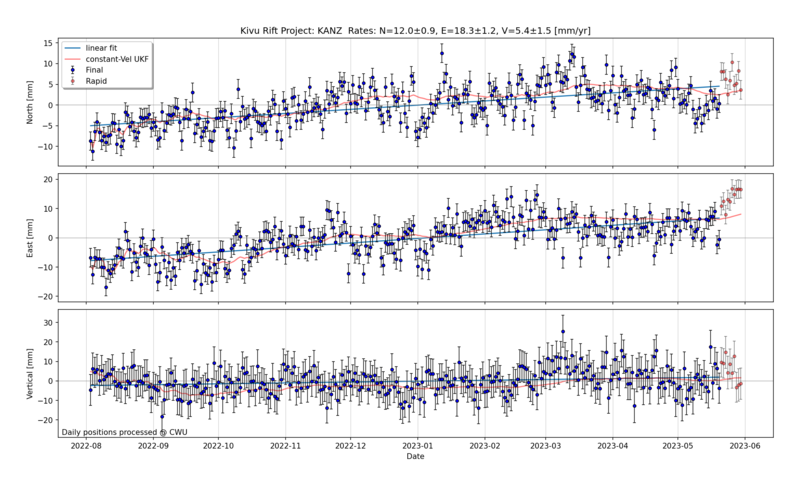 Kivu Rift Project: KANZ Rates: N=12.0±0.9, E=18.3±1.2, V=5.4±1.5 [mm/yr]
15
10
5
0
−5
−10
North [mm]
linear fit
constant-Vel UKF
Final
Rapid
20
10
0
−10
−20
East [mm]
30
20
10
0
−10
−20
Vertical [mm]
Daily positions processed @ CWU
2022-08
2022-09
2022-10
2022-11
2022-12
2023-01
2023-02
2023-03
2023-04
2023-05
2023-06
Date